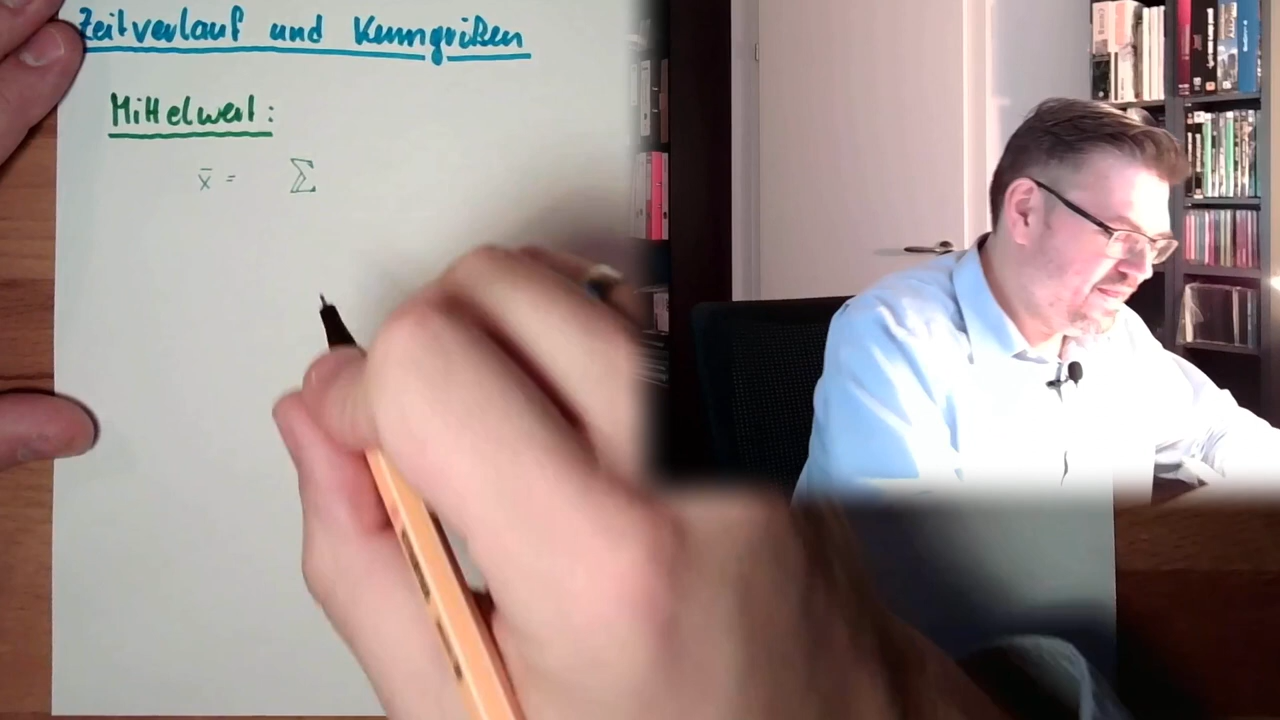 Zeitverlauf und Kenngrößen
Mittelwert:
x̄ = Σ